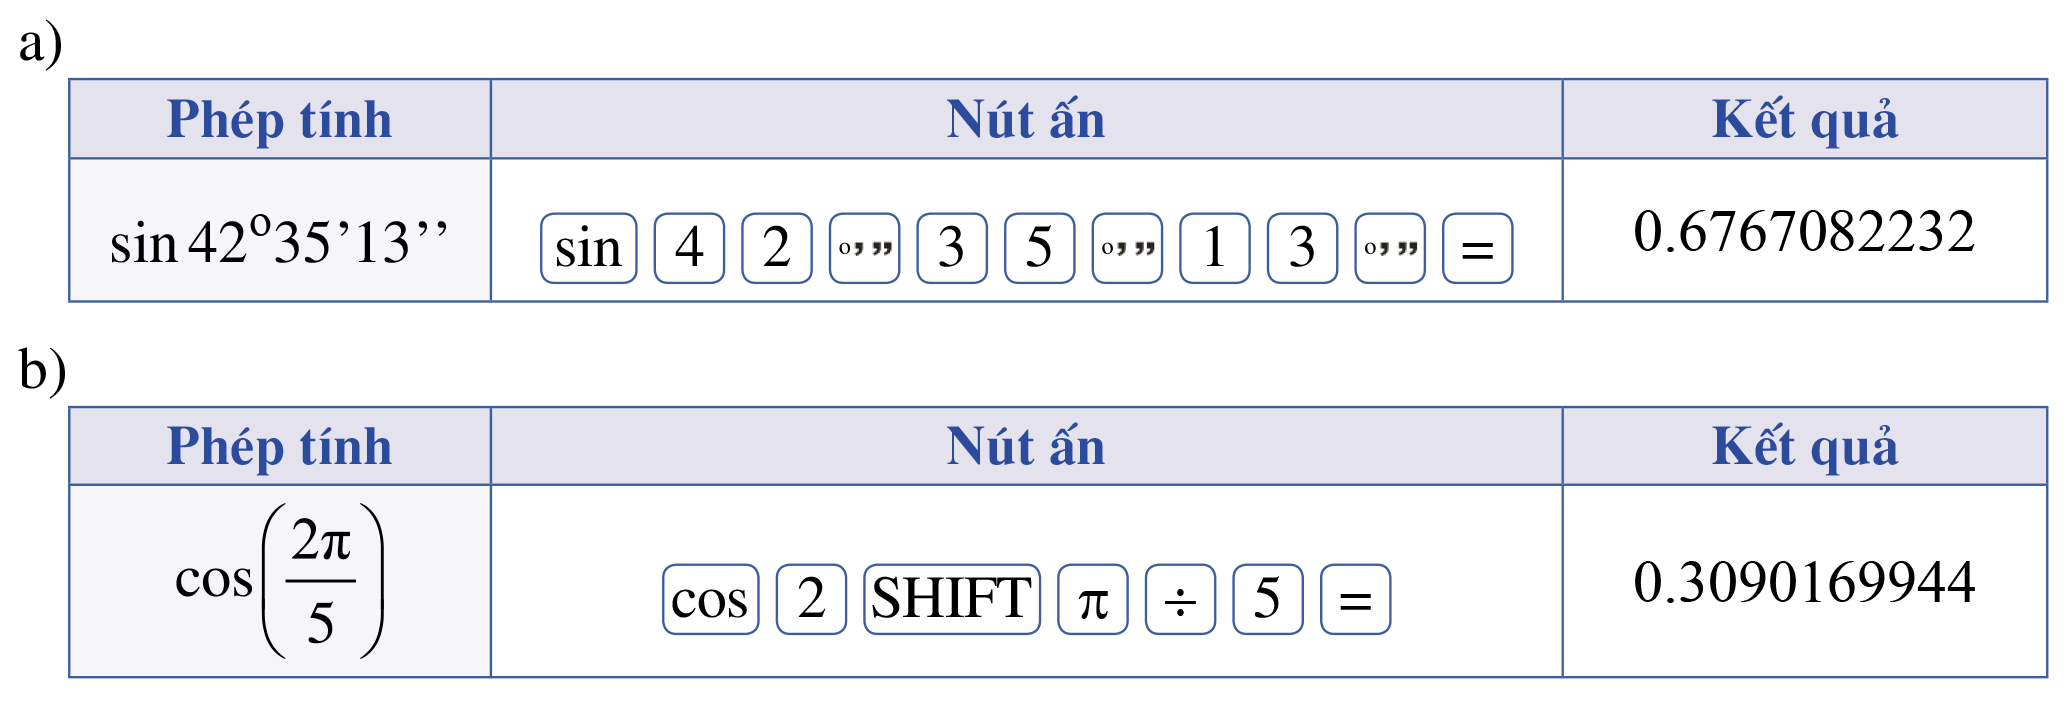 a)
Phép tính Nút ấn Kết quả
sin 42º35’13’’ sin 4 2 º’ ” 3 5 º’ ” 1 3 º’ ” = 0.6767082232
b)
Phép tính Nút ấn Kết quả
cos(2π/5) cos 2 SHIFT π ÷ 5 = 0.3090169944